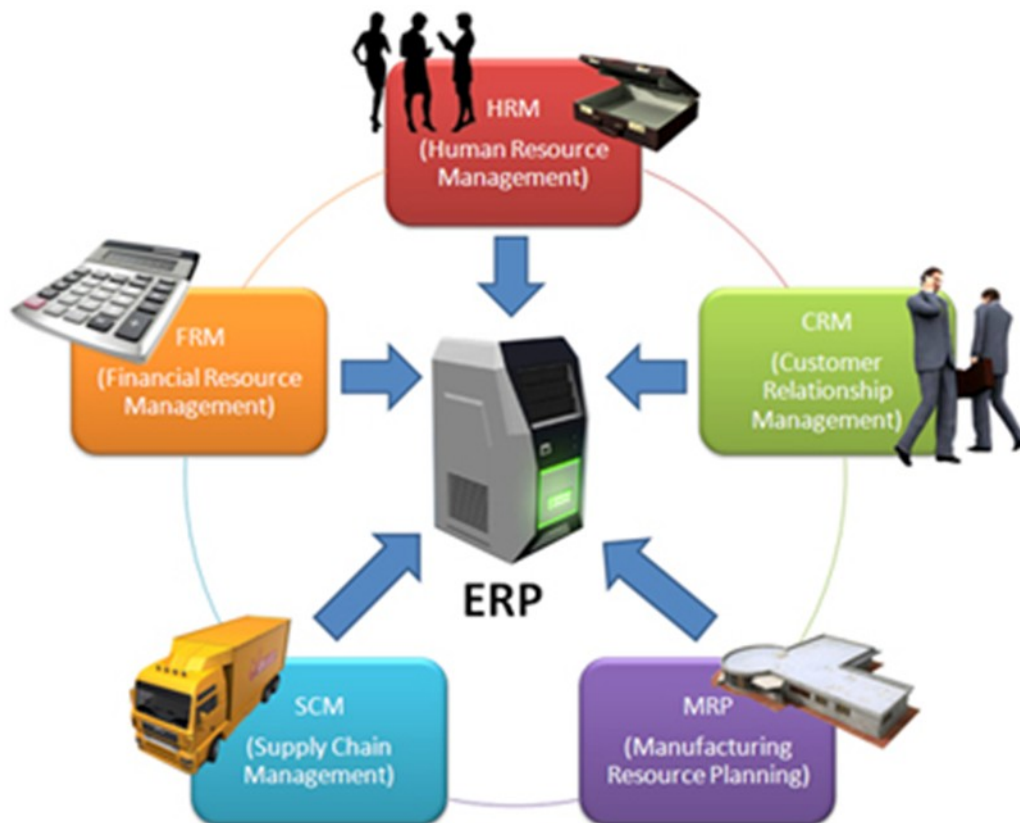 HRM
(Human Resource
Management)
FRM
(Financial Resource
Management)
CRM
(Customer
Relationship
Management)
ERP
SCM
(Supply Chain
Management)
MRP
(Manufacturing
Resource Planning)